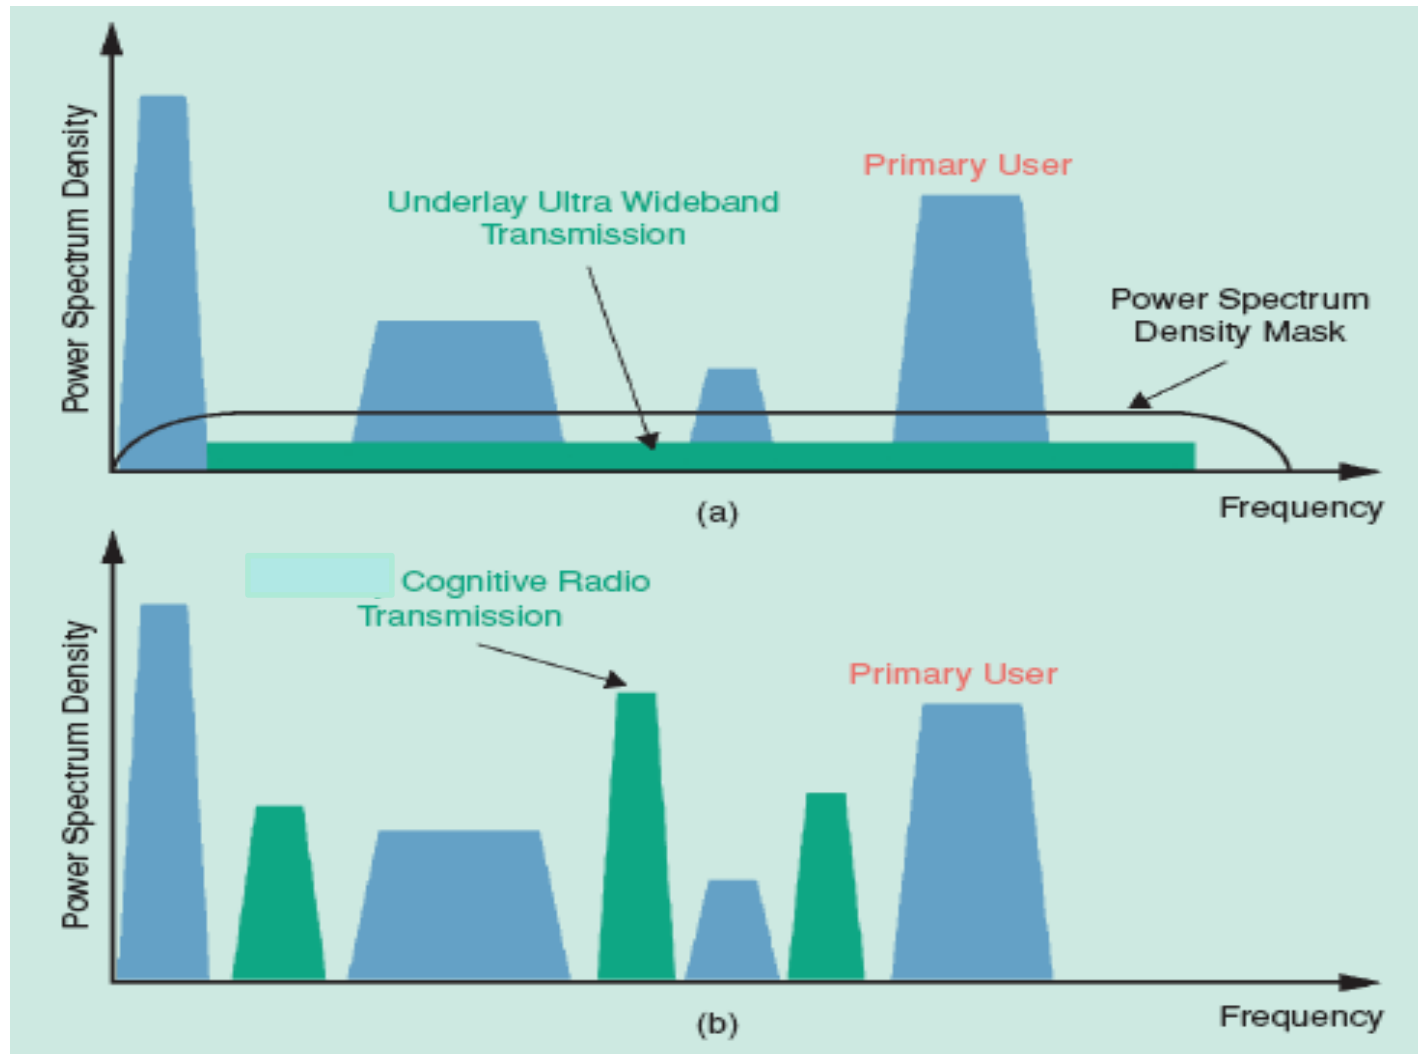 Power Spectrum Density
Primary User
Underlay Ultra Wideband
Transmission
Power Spectrum
Density Mask
(a)
Frequency
Power Spectrum Density
Cognitive Radio
Transmission
Primary User
(b)
Frequency